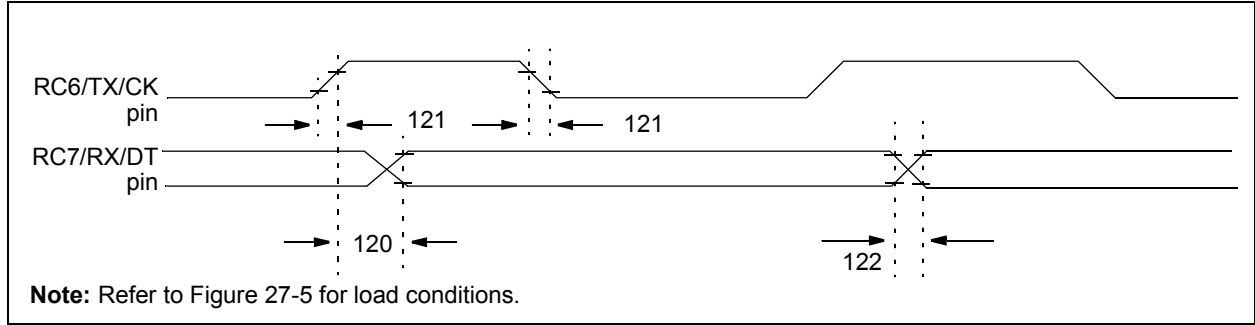 RC6/TX/CK
pin
121
121
RC7/RX/DT
pin
120
122
Note: Refer to Figure 27-5 for load conditions.